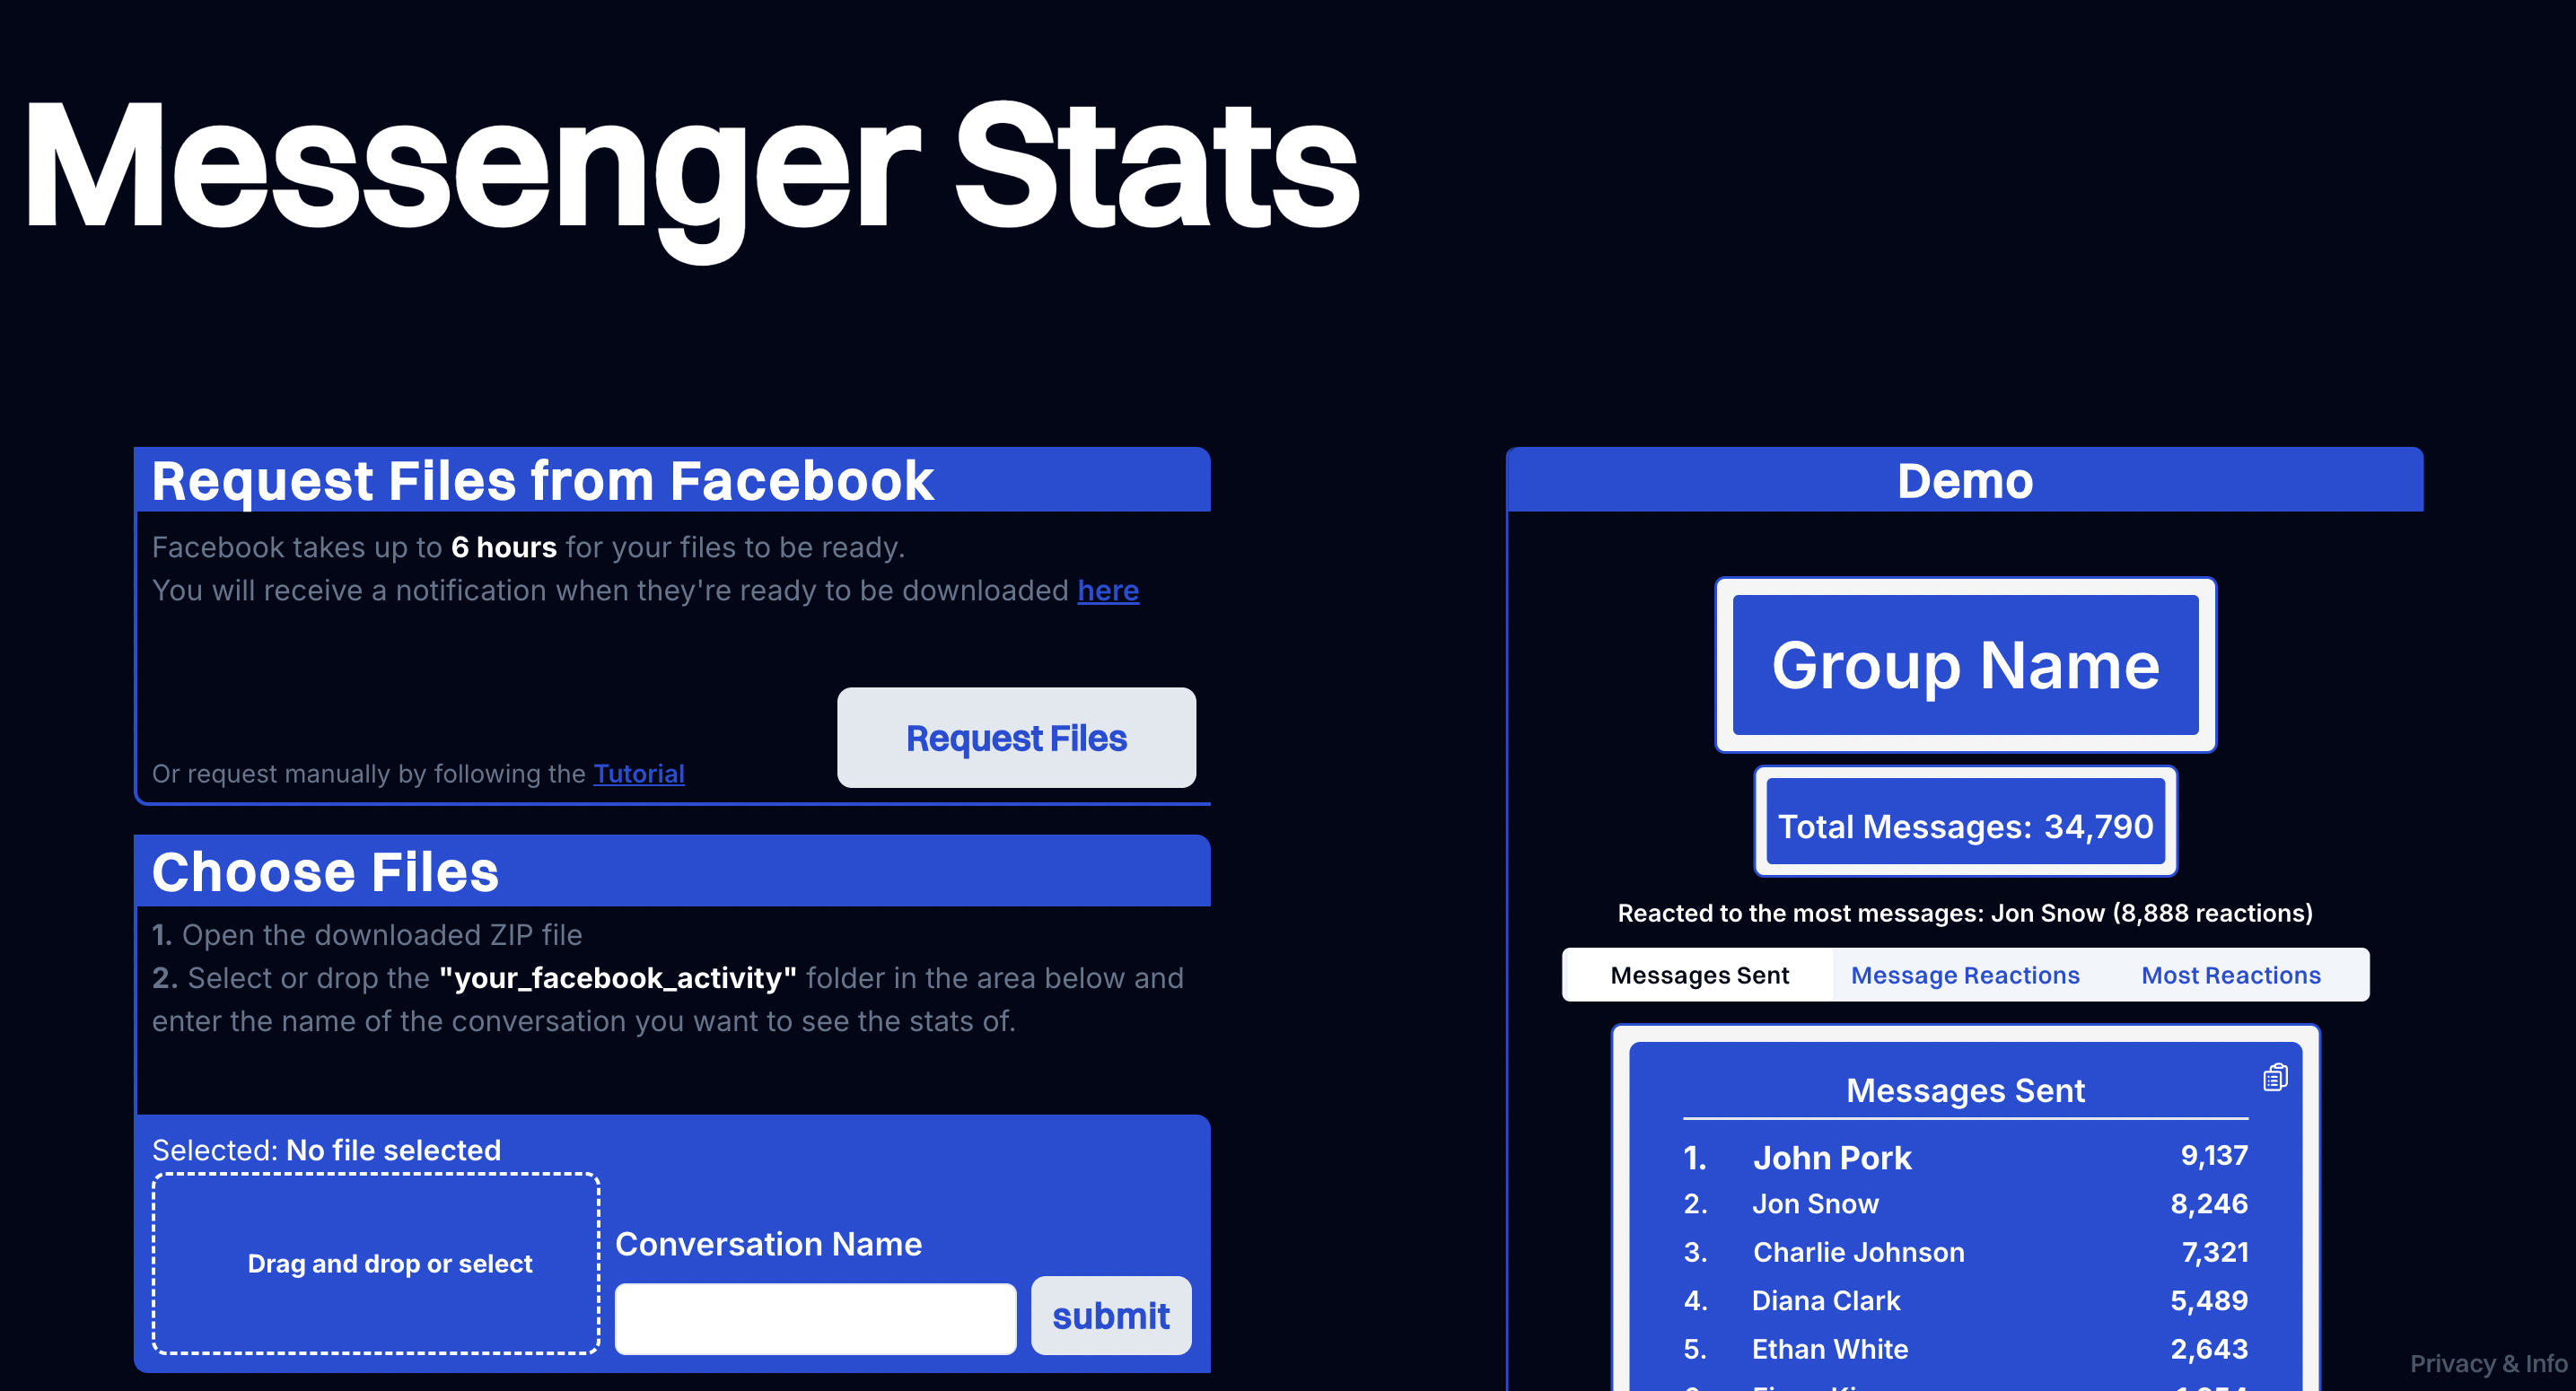 Messenger Stats
Request Files from Facebook
Facebook takes up to 6 hours for your files to be ready.
You will receive a notification when they're ready to be downloaded here
Request Files
Or request manually by following the Tutorial
Choose Files
1. Open the downloaded ZIP file
2. Select or drop the "your_facebook_activity" folder in the area below and
enter the name of the conversation you want to see the stats of.
Selected: No file selected
Drag and drop or select
Conversation Name
submit
Demo
Group Name
Total Messages: 34,790
Reacted to the most messages: Jon Snow (8,888 reactions)
Messages Sent Message Reactions Most Reactions
Messages Sent
1. John Pork 9,137
2. Jon Snow 8,246
3. Charlie Johnson 7,321
4. Diana Clark 5,489
5. Ethan White 2,643
Privacy & Info